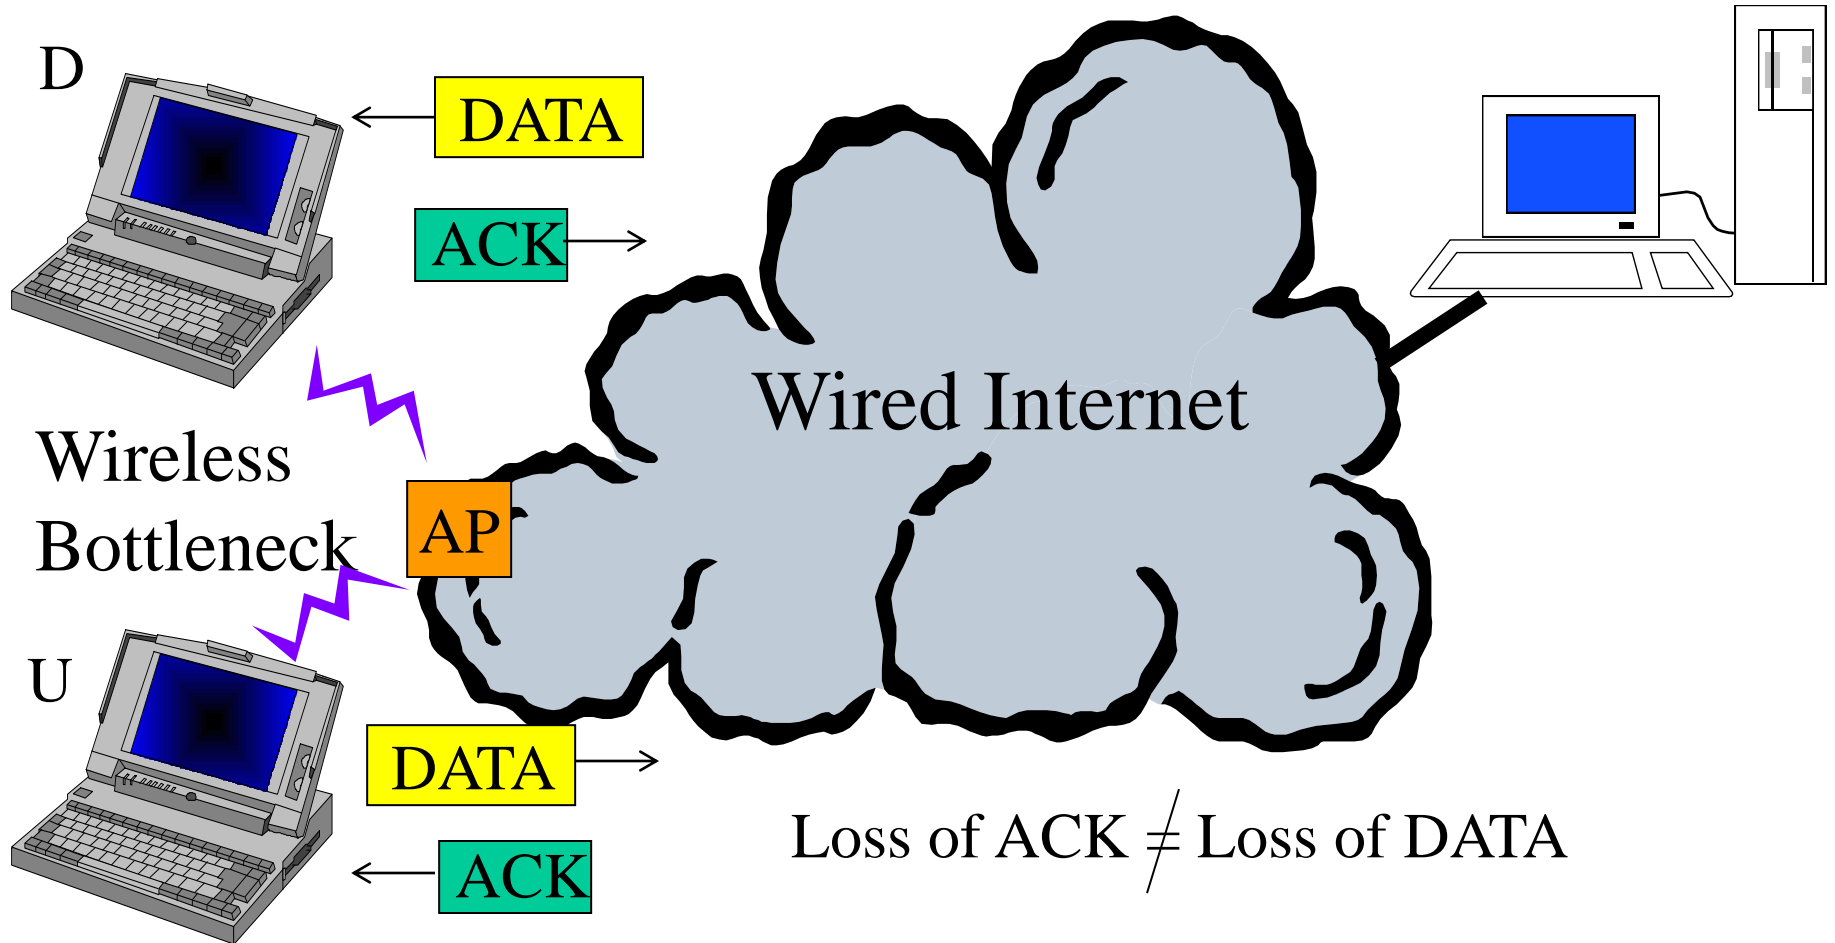 D
DATA
ACK
Wired Internet
Wireless
Bottleneck
AP
U
DATA
ACK
Loss of ACK ≠ Loss of DATA